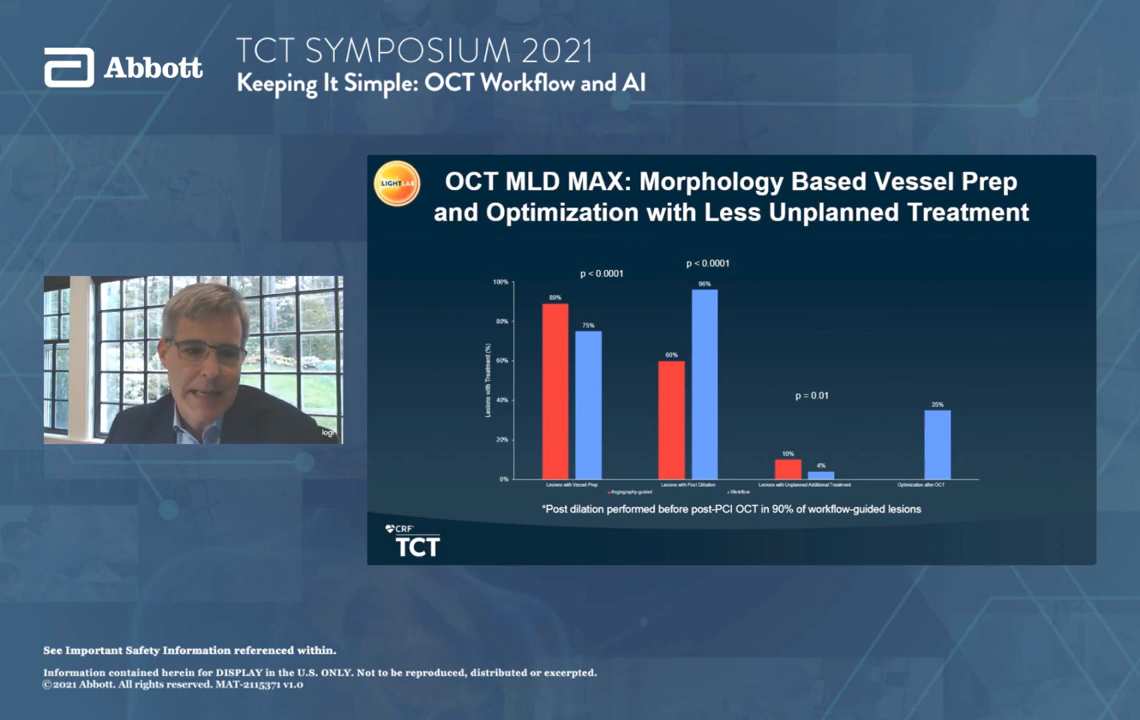 Abbott
TCT SYMPOSIUM 2021
Keeping It Simple: OCT Workflow and AI
LIGHTLAB
OCT MLD MAX: Morphology Based Vessel Prep
and Optimization with Less Unplanned Treatment
p < 0.0001
p < 0.0001
p = 0.01
Lesions with Treatment (%)
100%
80%
60%
40%
20%
0%
89%
75%
60%
96%
10%
4%
35%
Lesions with Vessel Prep
Lesions with Post Dilation
Lesions with Unplanned Additional Treatment
Optimization after OCT
Angiography-guided
Workflow
*Post dilation performed before post-PCI OCT in 90% of workflow-guided lesions
CRF
TCT
logi
See Important Safety Information referenced within.
Information contained herein for DISPLAY in the U.S. ONLY. Not to be reproduced, distributed or excerpted.
©2021 Abbott. All rights reserved. MAT-2115371 v1.0